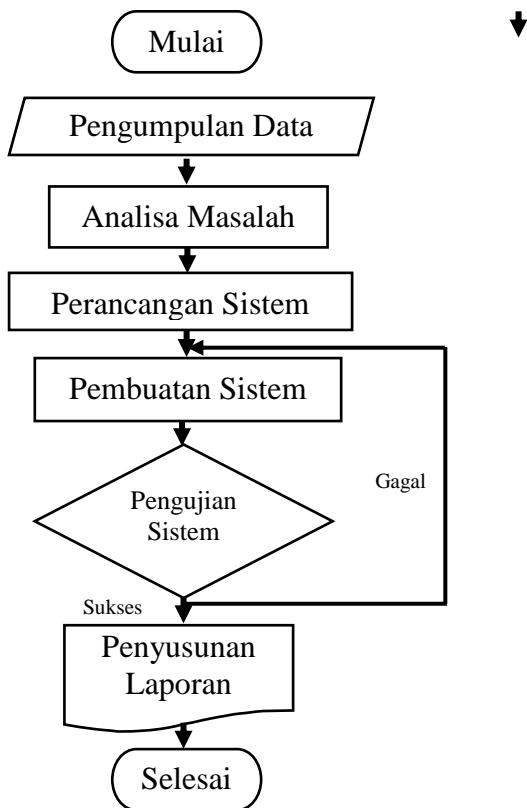 Mulai
Pengumpulan Data
Analisa Masalah
Perancangan Sistem
Pembuatan Sistem
Pengujian
Sistem
Gagal
Sukses
Penyusunan
Laporan
Selesai